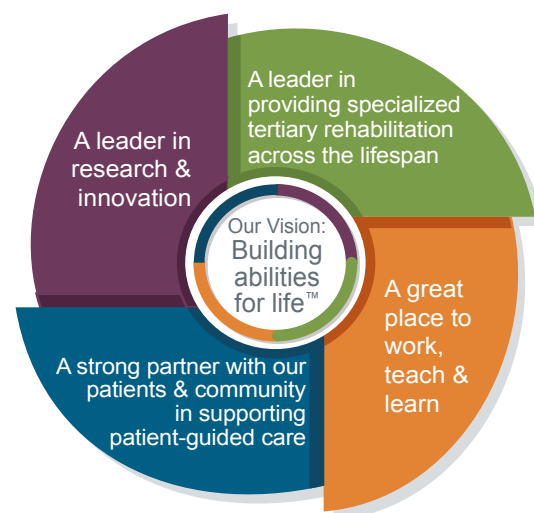 A leader in
providing specialized
tertiary rehabilitation
across the lifespan
A leader in
research &
innovation
Our Vision:
Building
abilities
for life™
A great
place to
work,
teach &
learn
A strong partner with our
patients & community
in supporting
patient-guided care